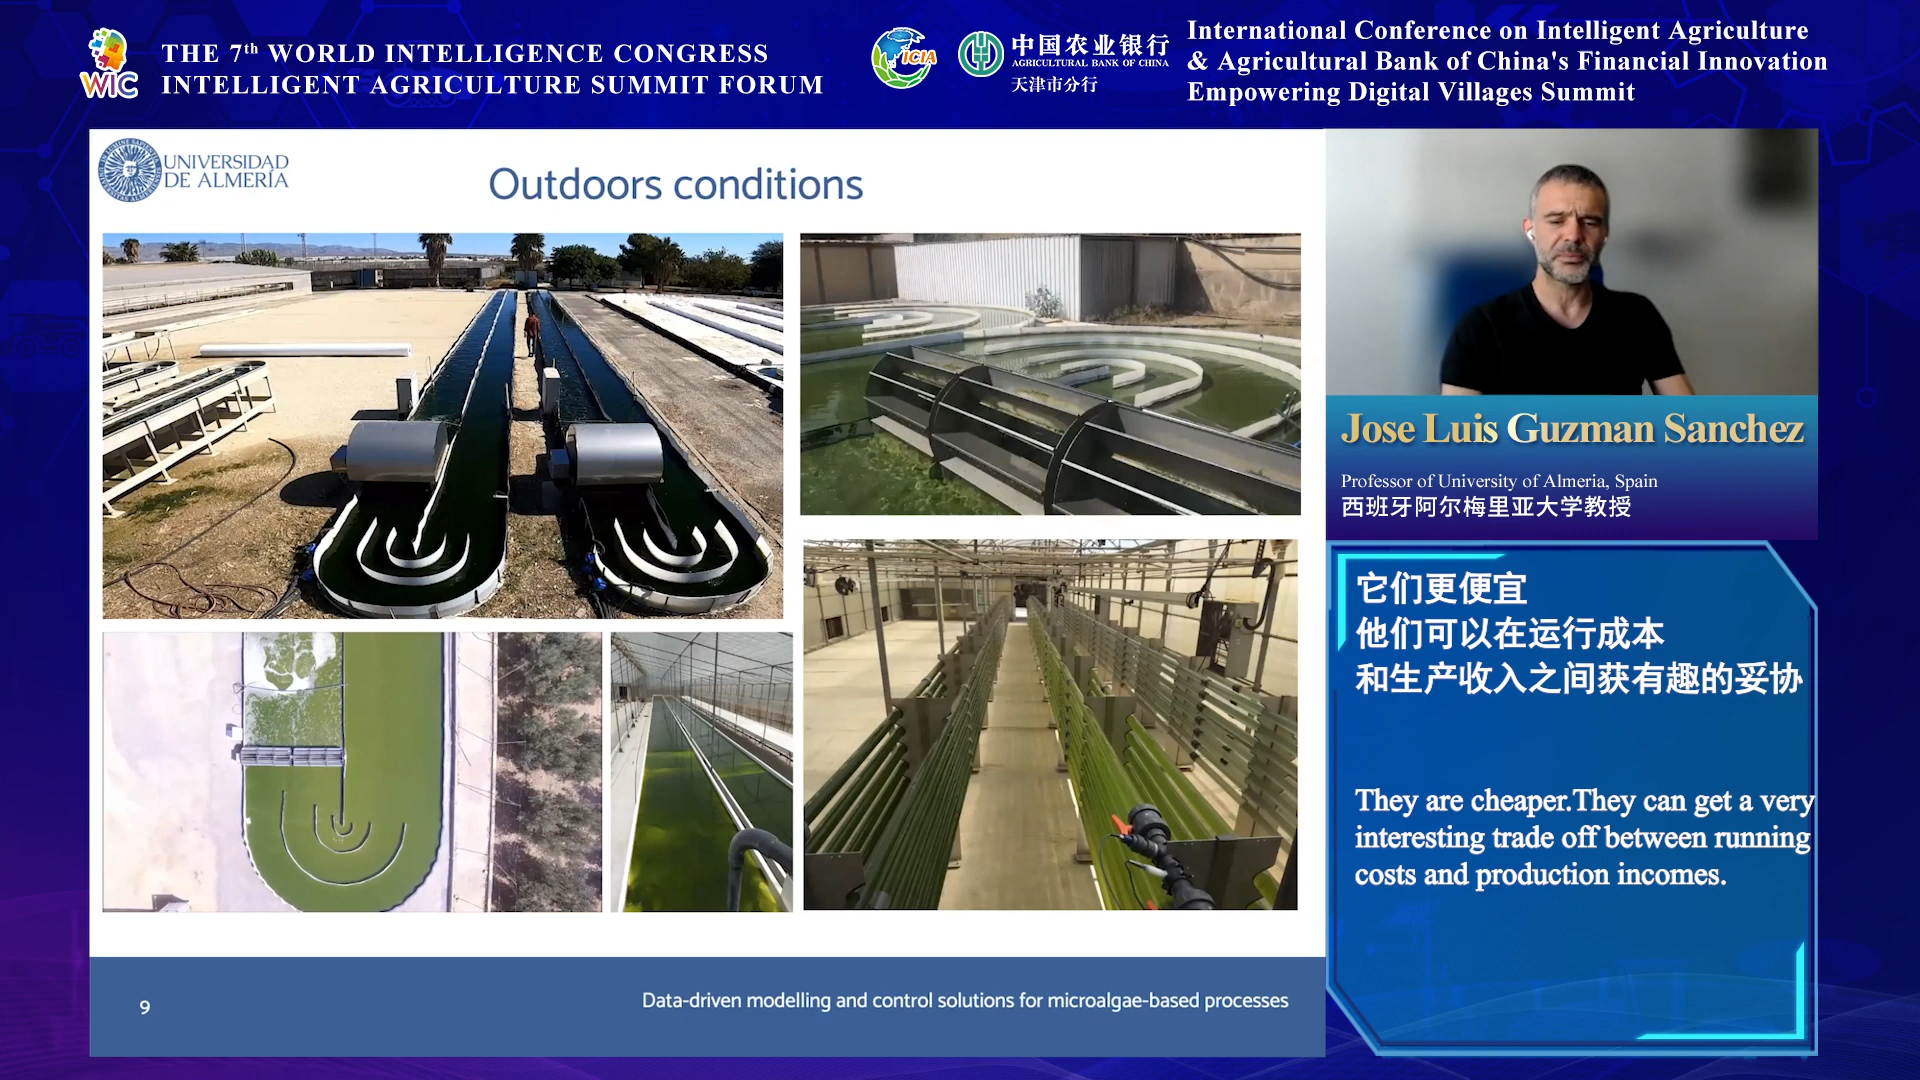 WIC
THE 7th WORLD INTELLIGENCE CONGRESS
INTELLIGENT AGRICULTURE SUMMIT FORUM
ICIA
中国农业银行
AGRICULTURAL BANK OF CHINA
天津市分行
International Conference on Intelligent Agriculture
& Agricultural Bank of China's Financial Innovation
Empowering Digital Villages Summit
UNIVERSIDAD
DE ALMERÍA
Outdoors conditions
Jose Luis Guzman Sanchez
Professor of University of Almeria, Spain
西班牙阿尔梅里亚大学教授
它们更便宜
他们可以在运行成本
和生产收入之间获有趣的妥协
They are cheaper.They can get a very
interesting trade off between running
costs and production incomes.
9
Data-driven modelling and control solutions for microalgae-based processes